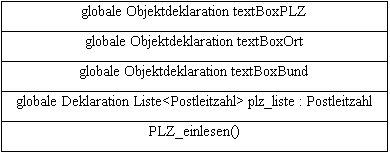 globale Objektdeklaration textBoxPLZ
globale Objektdeklaration textBoxOrt
globale Objektdeklaration textBoxBund
globale Deklaration Liste<Postleitzahl> plz_liste : Postleitzahl
PLZ_einlesen()